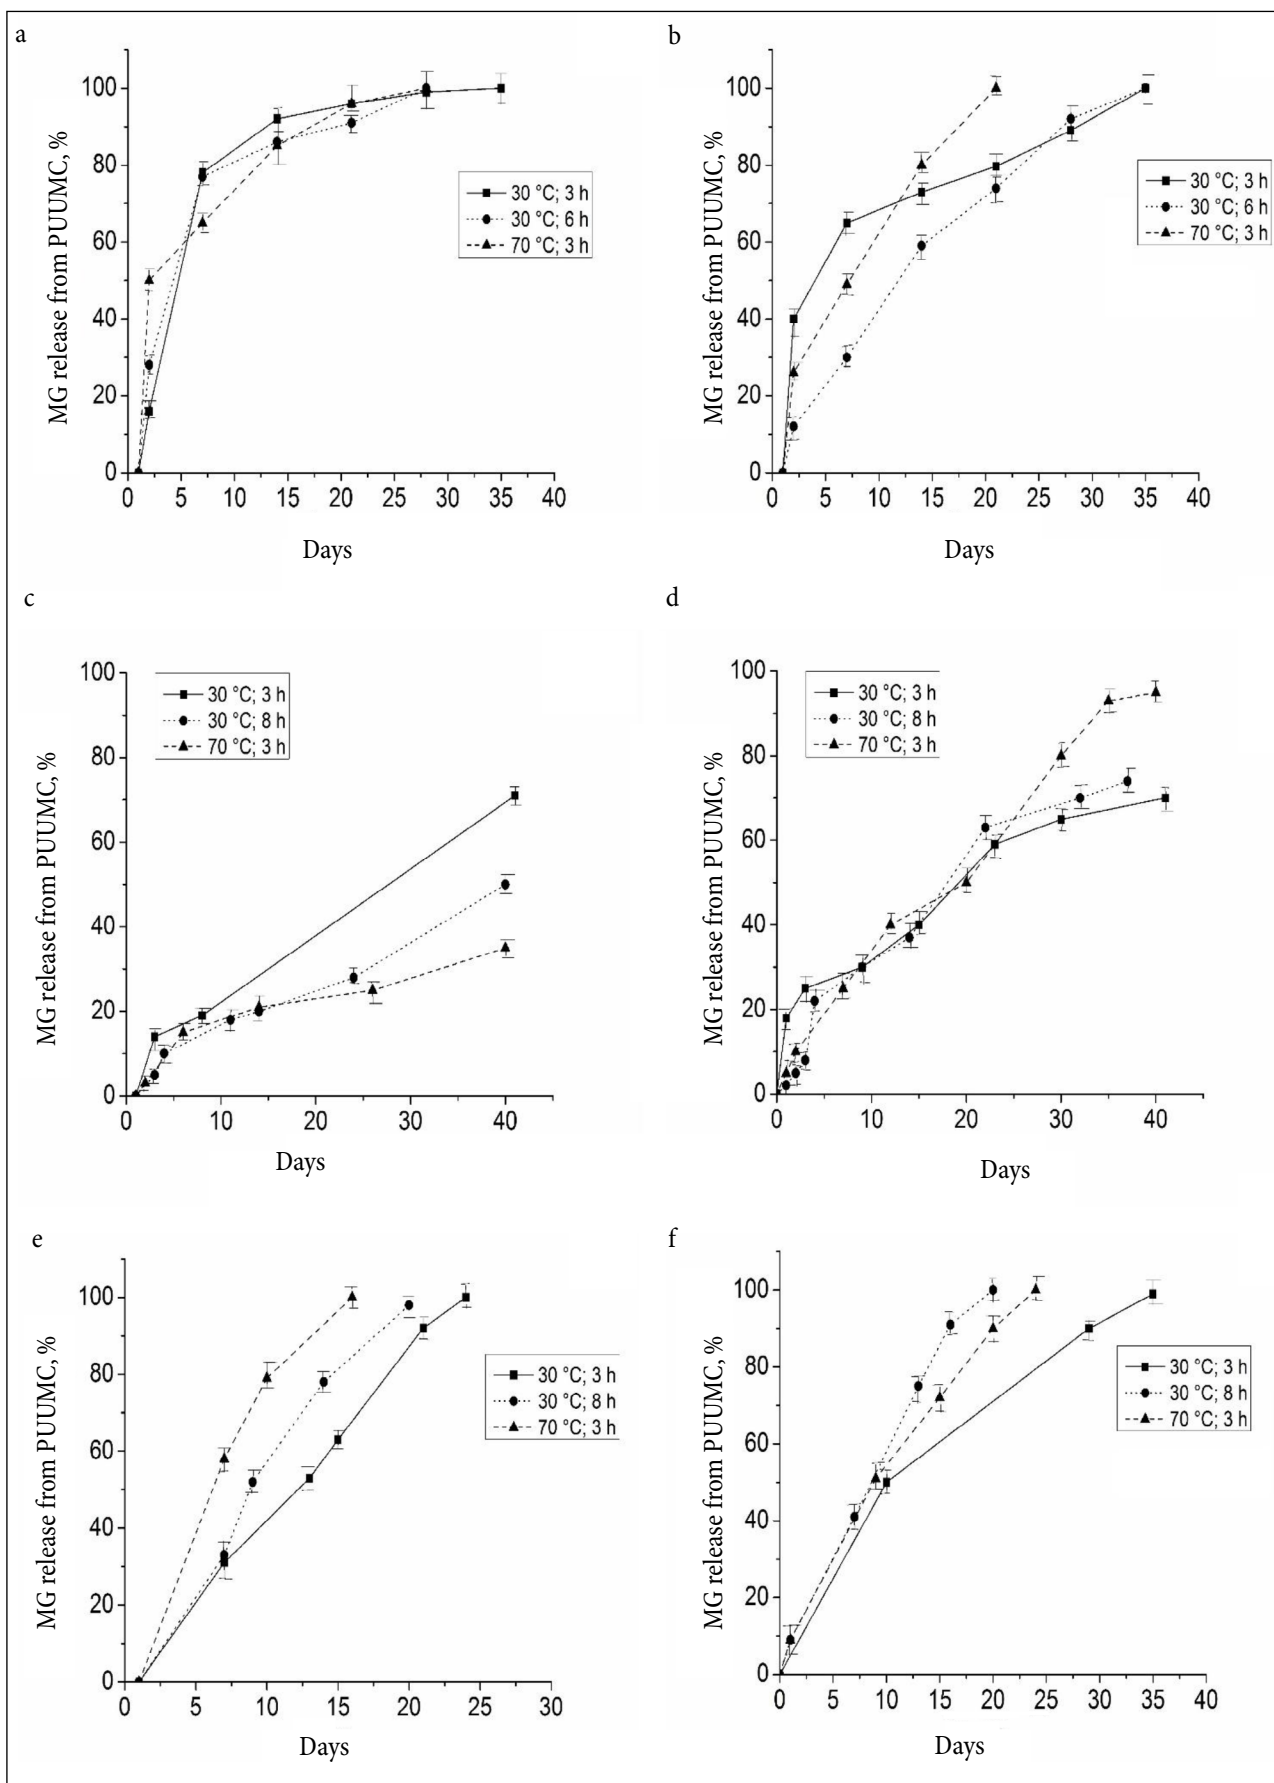 a
MG release from PUUMC, %
100
80
60
40
20
0
0 5 10 15 20 25 30 35 40
Days
30 °C; 3 h
30 °C; 6 h
70 °C; 3 h
b
MG release from PUUMC, %
100
80
60
40
20
0
0 5 10 15 20 25 30 35 40
Days
30 °C; 3 h
30 °C; 6 h
70 °C; 3 h
c
MG release from PUUMC, %
100
80
60
40
20
0
0 10 20 30 40
Days
30 °C; 3 h
30 °C; 8 h
70 °C; 3 h
d
MG release from PUUMC, %
100
80
60
40
20
0
0 10 20 30 40
Days
30 °C; 3 h
30 °C; 8 h
70 °C; 3 h
e
MG release from PUUMC, %
100
80
60
40
20
0
0 5 10 15 20 25 30
Days
30 °C; 3 h
30 °C; 8 h
70 °C; 3 h
f
MG release from PUUMC, %
100
80
60
40
20
0
0 5 10 15 20 25 30 35 40
Days
30 °C; 3 h
30 °C; 8 h
70 °C; 3 h